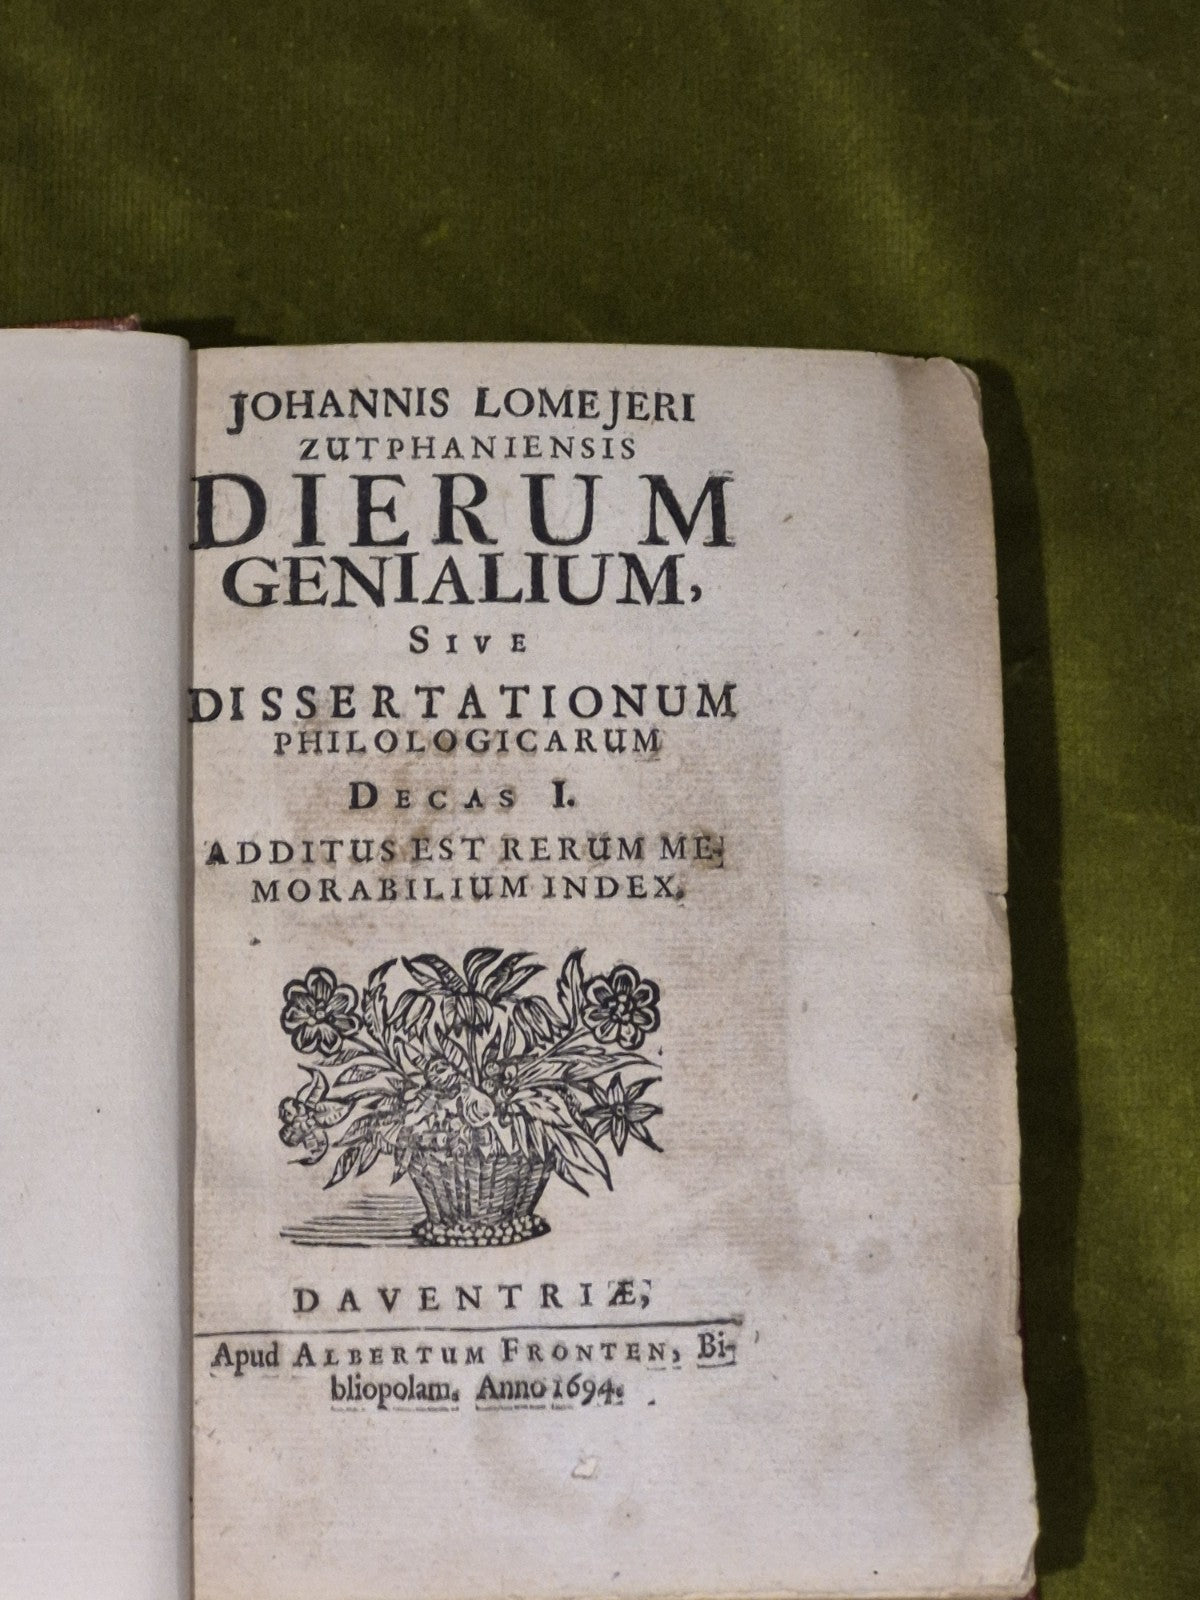 JOHANNIS LOMEJERI
ZUTPHANIENSIS
DIERUM
GENIALIUM,
SIVE
DISSERTATIONUM
PHILOLOGICARUM
DECAS I.
ADDITUS EST RERUM ME-
MORABILIUM INDEX.
DAVENTRIÆ,
Apud ALBERTUM FRONTEN, Bi-
bliopolam. Anno 1694.